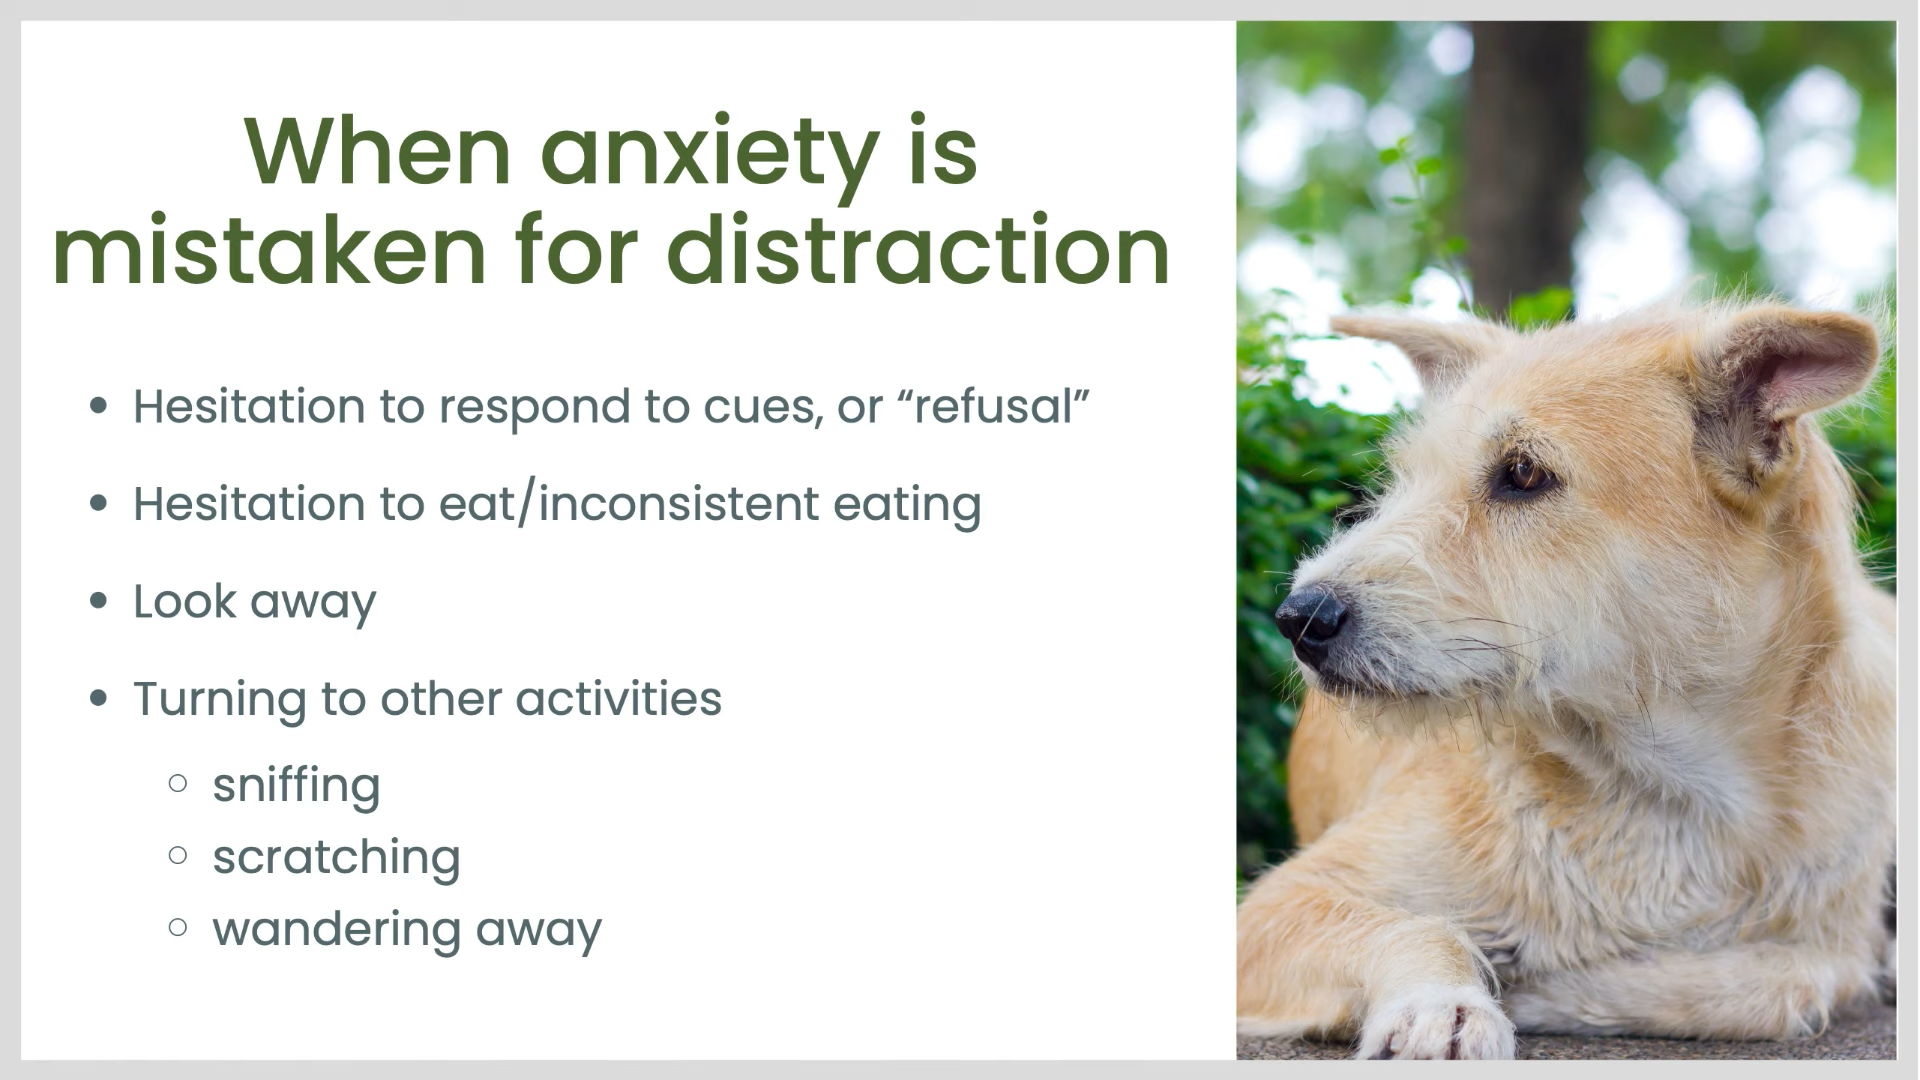 When anxiety is
mistaken for distraction
Hesitation to respond to cues, or “refusal”
Hesitation to eat/inconsistent eating
Look away
Turning to other activities
sniffing
scratching
wandering away